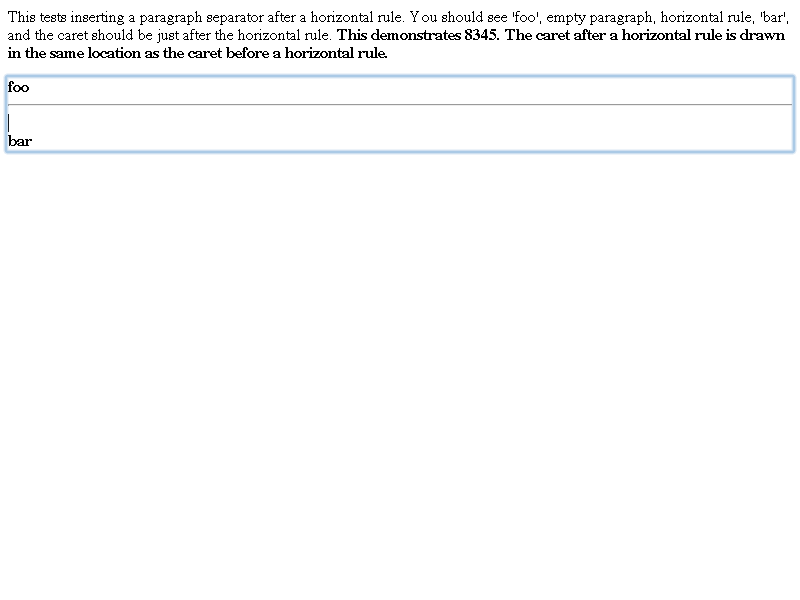 This tests inserting a paragraph separator after a horizontal rule. You should see 'foo', empty paragraph, horizontal rule, 'bar',
and the caret should be just after the horizontal rule. This demonstrates 8345. The caret after a horizontal rule is drawn
in the same location as the caret before a horizontal rule.
foo
bar